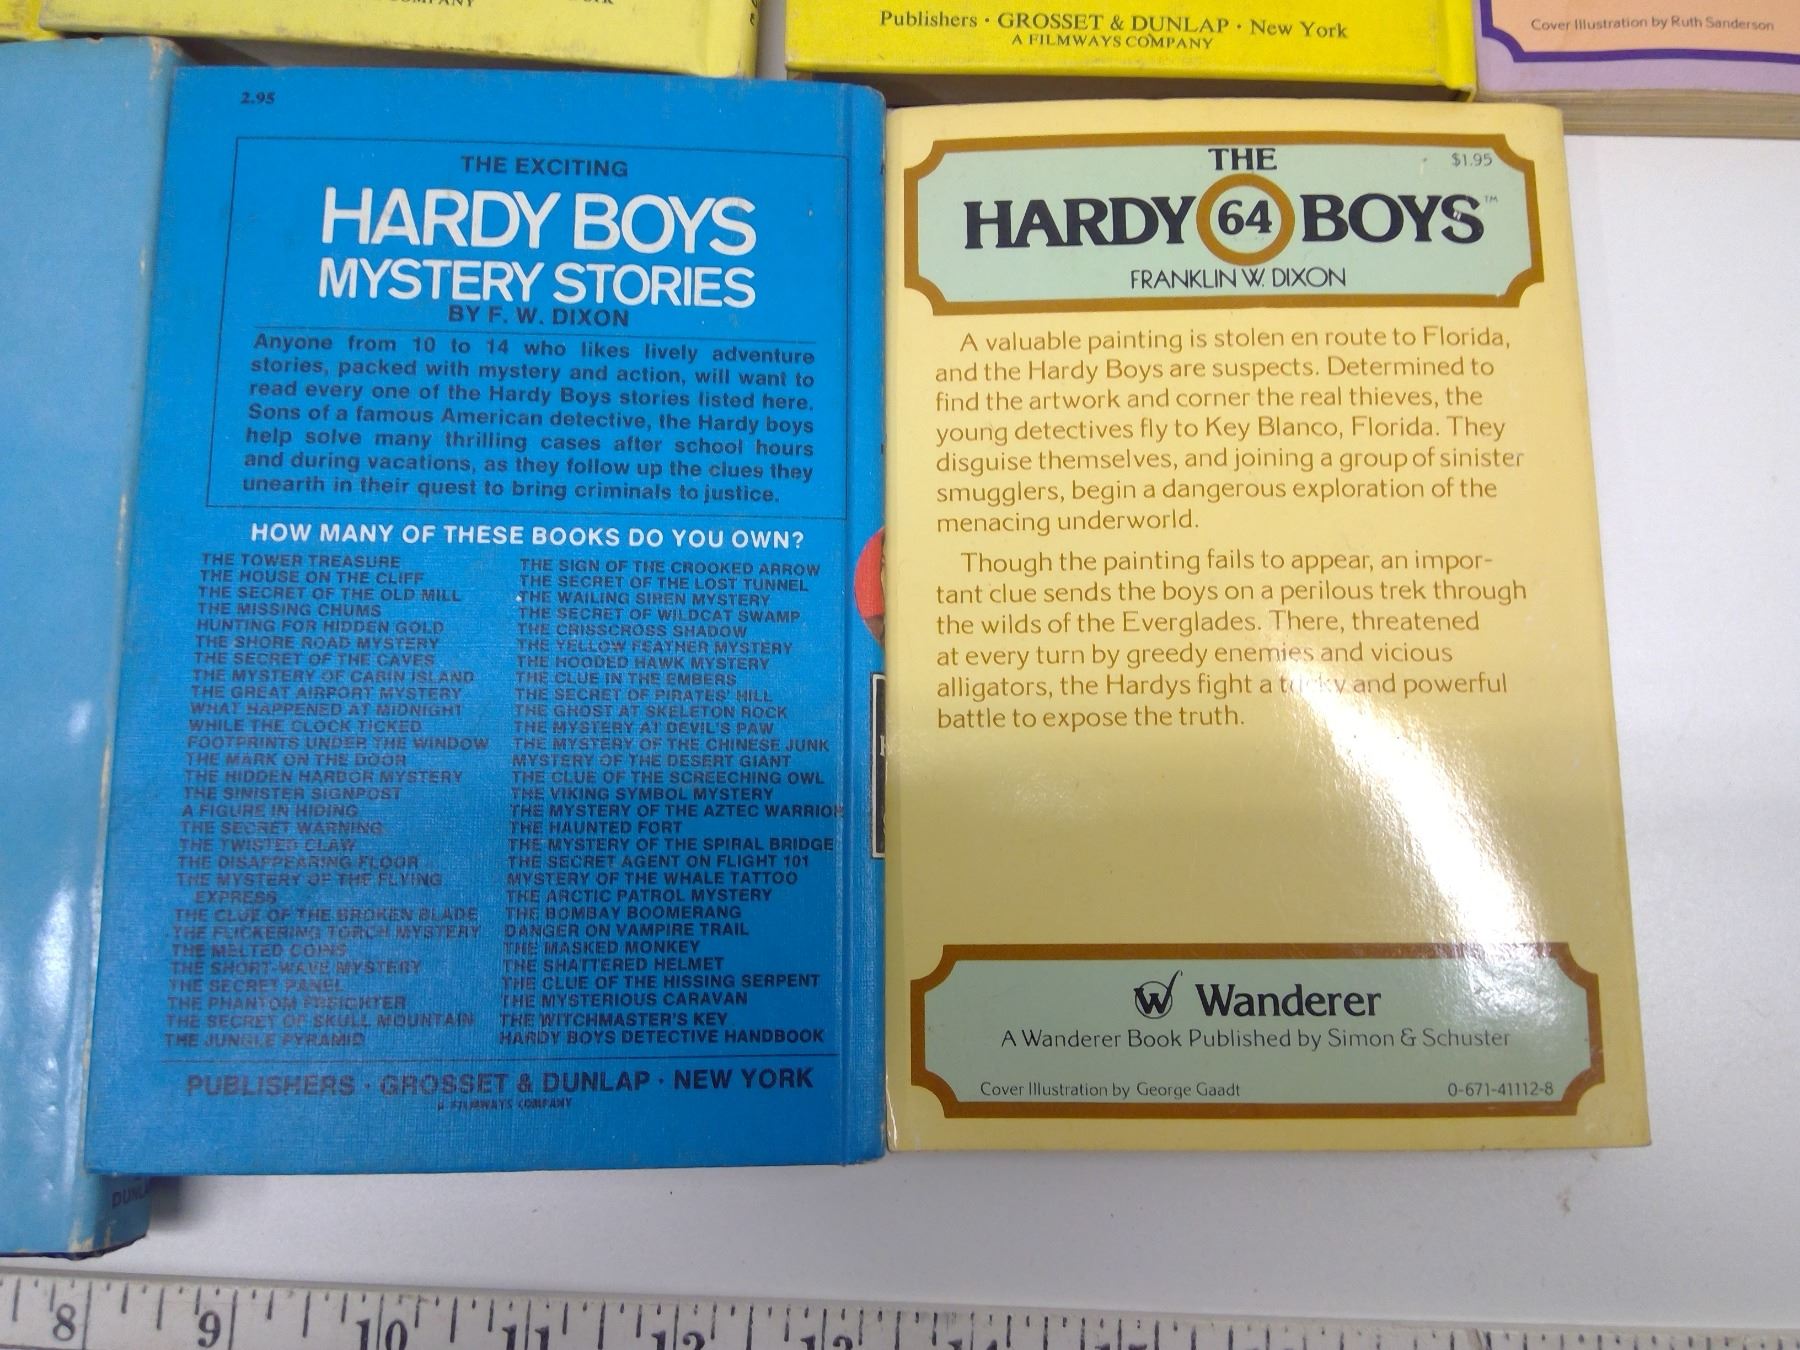 Publishers · GROSSET & DUNLAP · New York
A FILMWAYS COMPANY
Cover Illustration by Ruth Sanderson
2.95
THE EXCITING
HARDY BOYS
MYSTERY STORIES
BY F. W. DIXON
Anyone from 10 to 14 who likes lively adventure
stories, packed with mystery and action, will want to
read every one of the Hardy Boys stories listed here.
Sons of a famous American detective, the Hardy boys
help solve many thrilling cases after school hours
and during vacations, as they follow up the clues they
unearth in their quest to bring criminals to justice.
HOW MANY OF THESE BOOKS DO YOU OWN?
THE TOWER TREASURE
THE HOUSE ON THE CLIFF
THE SECRET OF THE OLD MILL
THE MISSING CHUMS
HUNTING FOR HIDDEN GOLD
THE SHORE ROAD MYSTERY
THE SECRET OF THE CAVES
THE MYSTERY OF CABIN ISLAND
THE GREAT AIRPORT MYSTERY
WHAT HAPPENED AT MIDNIGHT
WHILE THE CLOCK TICKED
FOOTPRINTS UNDER THE WINDOW
THE MARK ON THE DOOR
THE HIDDEN HARBOR MYSTERY
THE SINISTER SIGNPOST
A FIGURE IN HIDING
THE SECRET WARNING
THE TWISTED CLAW
THE DISAPPEARING FLOOR
THE MYSTERY OF THE FLYING
EXPRESS
THE CLUE OF THE BROKEN BLADE
THE FLICKERING TORCH MYSTERY
THE MELTED COINS
THE SHORT-WAVE MYSTERY
THE SECRET PANEL
THE PHANTOM FREIGHTER
THE SECRET OF SKULL MOUNTAIN
THE JUNGLE PYRAMID
THE SIGN OF THE CROOKED ARROW
THE SECRET OF THE LOST TUNNEL
THE WAILING SIREN MYSTERY
THE SECRET OF WILDCAT SWAMP
THE CRISSCROSS SHADOW
THE YELLOW FEATHER MYSTERY
THE HOODED HAWK MYSTERY
THE CLUE IN THE EMBERS
THE SECRET OF PIRATES' HILL
THE GHOST AT SKELETON ROCK
THE MYSTERY AT DEVIL'S PAW
THE MYSTERY OF THE CHINESE JUNK
MYSTERY OF THE DESERT GIANT
THE CLUE OF THE SCREECHING OWL
THE VIKING SYMBOL MYSTERY
THE MYSTERY OF THE AZTEC WARRIOR
THE HAUNTED FORT
THE MYSTERY OF THE SPIRAL BRIDGE
THE SECRET AGENT ON FLIGHT 101
MYSTERY OF THE WHALE TATTOO
THE ARCTIC PATROL MYSTERY
THE BOMBAY BOOMERANG
DANGER ON VAMPIRE TRAIL
THE MASKED MONKEY
THE SHATTERED HELMET
THE CLUE OF THE HISSING SERPENT
THE MYSTERIOUS CARAVAN
THE WITCHMASTER'S KEY
HARDY BOYS DETECTIVE HANDBOOK
PUBLISHERS · GROSSET & DUNLAP · NEW YORK
A FILMWAYS COMPANY
THE
$1.95
HARDY 64 BOYS™
FRANKLIN W. DIXON
A valuable painting is stolen en route to Florida,
and the Hardy Boys are suspects. Determined to
find the artwork and corner the real thieves, the
young detectives fly to Key Blanco, Florida. They
disguise themselves, and joining a group of sinister
smugglers, begin a dangerous exploration of the
menacing underworld.
Though the painting fails to appear, an impor-
tant clue sends the boys on a perilous trek through
the wilds of the Everglades. There, threatened
at every turn by greedy enemies and vicious
alligators, the Hardys fight a tricky and powerful
battle to expose the truth.
W Wanderer
A Wanderer Book Published by Simon & Schuster
Cover Illustration by George Gaadt
0-671-41112-8
8 9 10 11 12 13